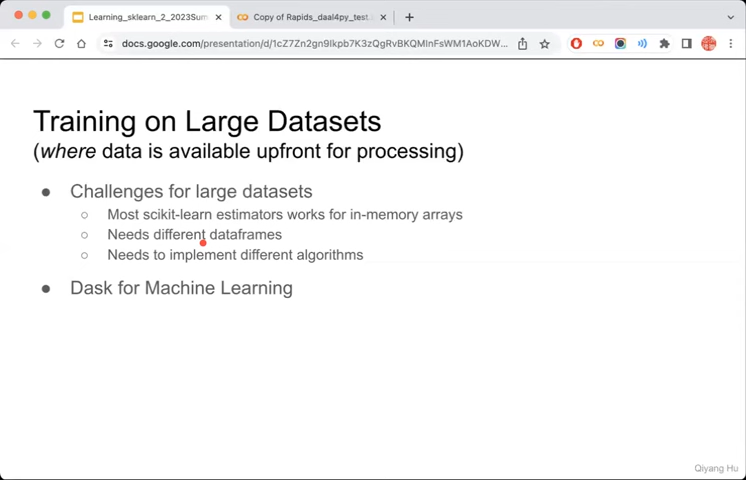 Learning_sklearn_2_2023Sum
Copy of Rapids_daal4py_test.
docs.google.com/presentation/d/1cZ7Zn2gn9Ikpb7K3zQgRvBKQMlnFsWM1AoKDW...
Training on Large Datasets
(where data is available upfront for processing)
● Challenges for large datasets
○ Most scikit-learn estimators works for in-memory arrays
○ Needs different dataframes
○ Needs to implement different algorithms
● Dask for Machine Learning
Qiyang Hu